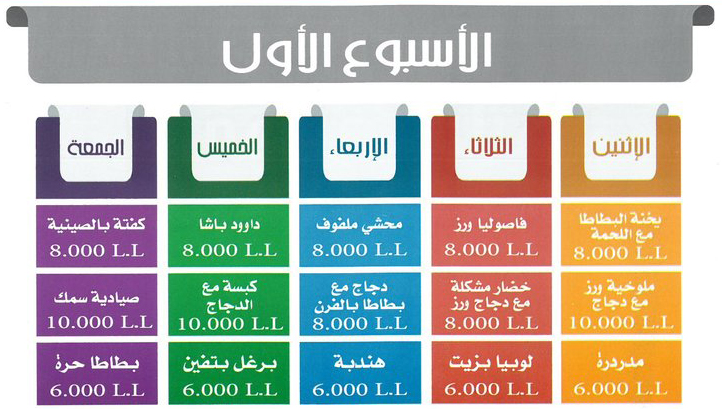 الأسبوع الأول
الإثنين
الثلاثاء
الإربعاء
الخميس
الجمعة
يخنة البطاطا
مع اللحمة
8.000 L.L
فاصوليا ورز
8.000 L.L
محشي ملفوف
8.000 L.L
داوود باشا
8.000 L.L
كفتة بالصينية
8.000 L.L
ملوخية ورز
مع دجاج
10.000 L.L
خضار مشكلة
مع دجاج ورز
8.000 L.L
دجاج مع
بطاطا بالفرن
8.000 L.L
كبسة مع
الدجاج
10.000 L.L
صيادية سمك
10.000 L.L
مدردرة
6.000 L.L
لوبيا بزيت
6.000 L.L
هندبة
6.000 L.L
برغل بتفين
6.000 L.L
بطاطا حرة
6.000 L.L